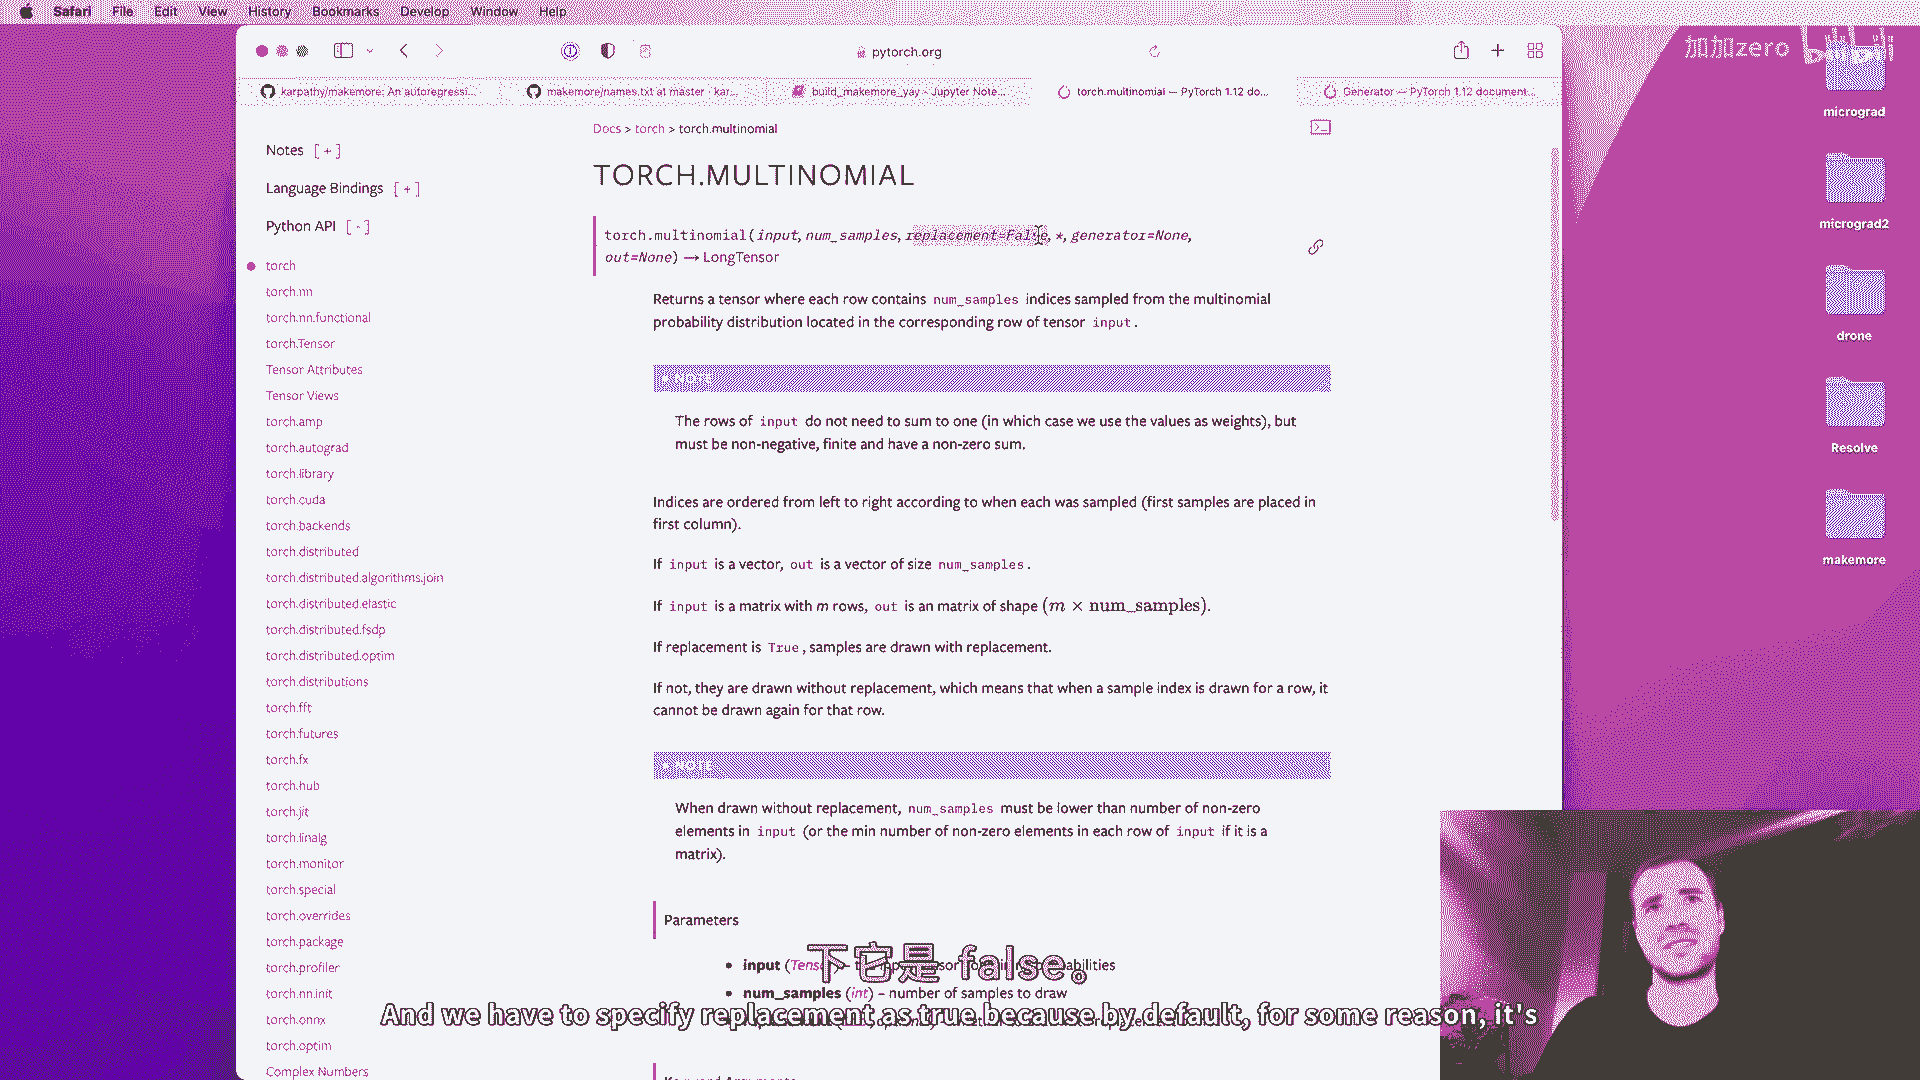 Safari File Edit View History Bookmarks Develop Window Help
pytorch.org
karpathy/makemore: An autoregressi...
makemore/names.txt at master · kar...
build_makemore_yay - Jupyter Note...
torch.multinomial — PyTorch 1.12 do...
Generator — PyTorch 1.12 document...
加加zero
bilibili
micrograd
micrograd2
drone
Resolve
makemore
Notes [ + ]
Language Bindings [ + ]
Python API [ - ]
torch
torch.nn
torch.nn.functional
torch.Tensor
Tensor Attributes
Tensor Views
torch.amp
torch.autograd
torch.library
torch.cuda
torch.backends
torch.distributed
torch.distributed.algorithms.join
torch.distributed.elastic
torch.distributed.fsdp
torch.distributed.optim
torch.distributions
torch.fft
torch.futures
torch.fx
torch.hub
torch.jit
torch.linalg
torch.monitor
torch.special
torch.overrides
torch.package
torch.profiler
torch.nn.init
torch.onnx
torch.optim
Complex Numbers
Docs > torch > torch.multinomial
TORCH.MULTINOMIAL
torch.multinomial(input, num_samples, replacement=False, *, generator=None,
out=None) → LongTensor
Returns a tensor where each row contains num_samples indices sampled from the multinomial
probability distribution located in the corresponding row of tensor input.
NOTE
The rows of input do not need to sum to one (in which case we use the values as weights), but
must be non-negative, finite and have a non-zero sum.
Indices are ordered from left to right according to when each was sampled (first samples are placed in
first column).
If input is a vector, out is a vector of size num_samples.
If input is a matrix with m rows, out is an matrix of shape (m × num_samples).
If replacement is True, samples are drawn with replacement.
If not, they are drawn without replacement, which means that when a sample index is drawn for a row, it
cannot be drawn again for that row.
NOTE
When drawn without replacement, num_samples must be lower than number of non-zero
elements in input (or the min number of non-zero elements in each row of input if it is a
matrix).
Parameters
• input (Tensor) –
• num_samples (int) – number of samples to draw
下它是 false。
And we have to specify replacement as true because by default, for some reason, it's